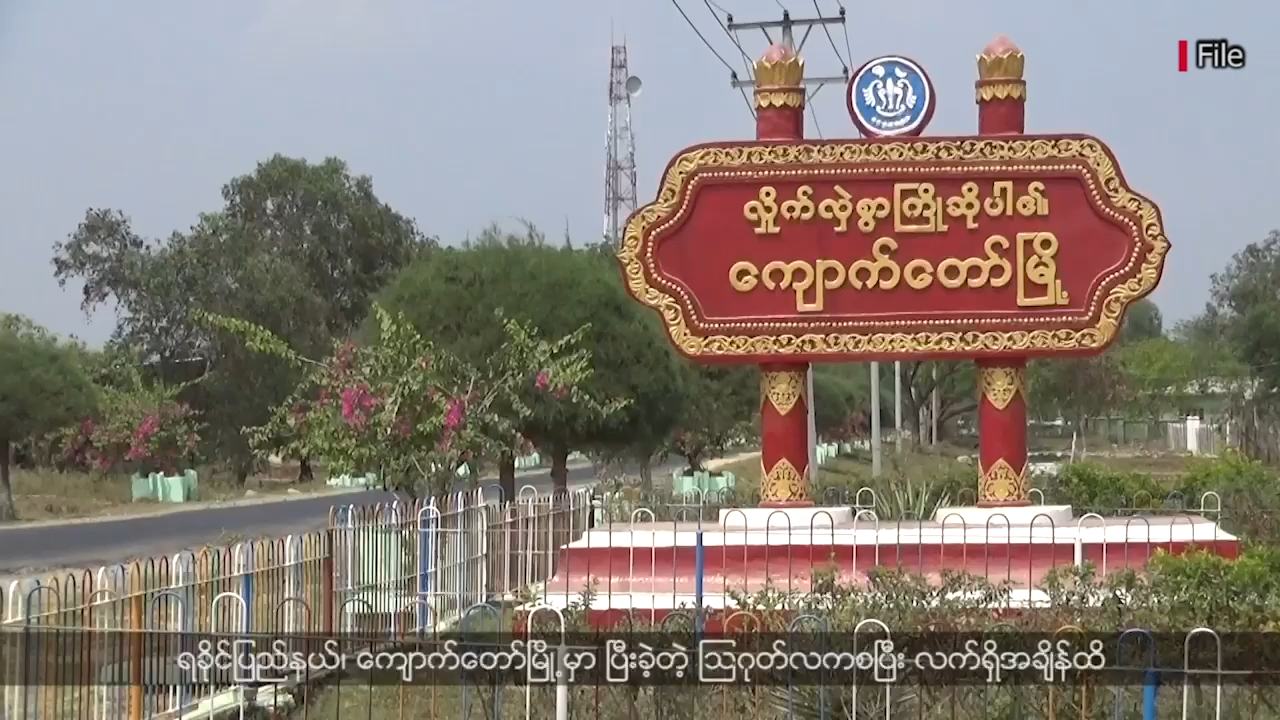 File
လှိုက်လှဲစွာကြိုဆိုပါ၏
ကျောက်တော်မြို့
ရခိုင်ပြည်နယ်၊ ကျောက်တော်မြို့မှာ ပြီးခဲ့တဲ့ ဩဂုတ်လကစပြီး လက်ရှိအချိန်ထိ